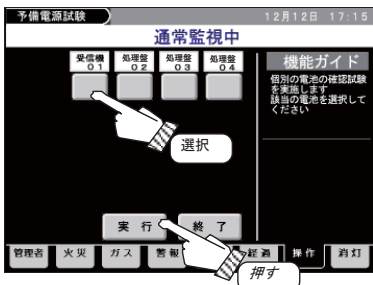 予備電源試験
12月12日 17:15
通常監視中
受信機 01
処理盤 02
処理盤 03
処理盤 04
機能ガイド
個別の電池の確認試験
を実施します
該当の電池を選択して
ください
選択
実行
終了
管理者
火災
ガス
警報
経過
操作
消灯
押す